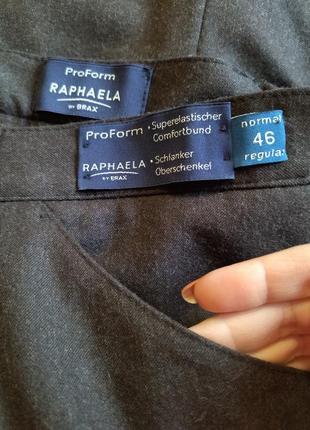 ProForm
RAPHAELA
BY BRAX
ProForm • Superelastischer
Comfortbund
RAPHAELA • Schlanker
BY BRAX Oberschenkel
normal
46
regular